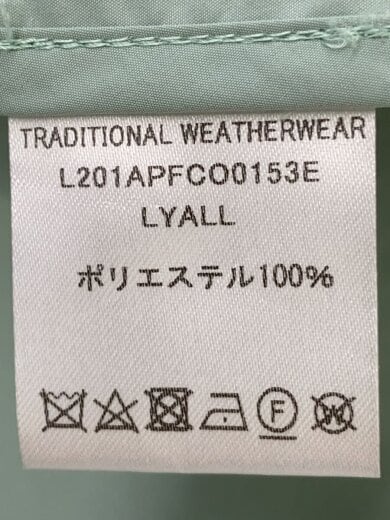 TRADITIONAL WEATHERWEAR
L201APFCO0153E
LYALL
ポリエステル100%
F
W